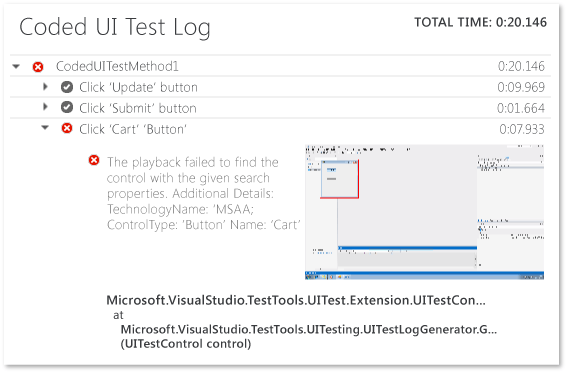 Coded UI Test Log
TOTAL TIME: 0:20.146
CodedUITestMethod1 0:20.146
Click 'Update' button 0:09.969
Click 'Submit' button 0:01.664
Click 'Cart' 'Button' 0:07.933
The playback failed to find the
control with the given search
properties. Additional Details:
TechnologyName: 'MSAA;
ControlType: 'Button' Name: 'Cart'
Microsoft.VisualStudio.TestTools.UITest.Extension.UITestCon...
at
Microsoft.VisualStudio.TestTools.UITesting.UITestLogGenerator.G...
(UITestControl control)